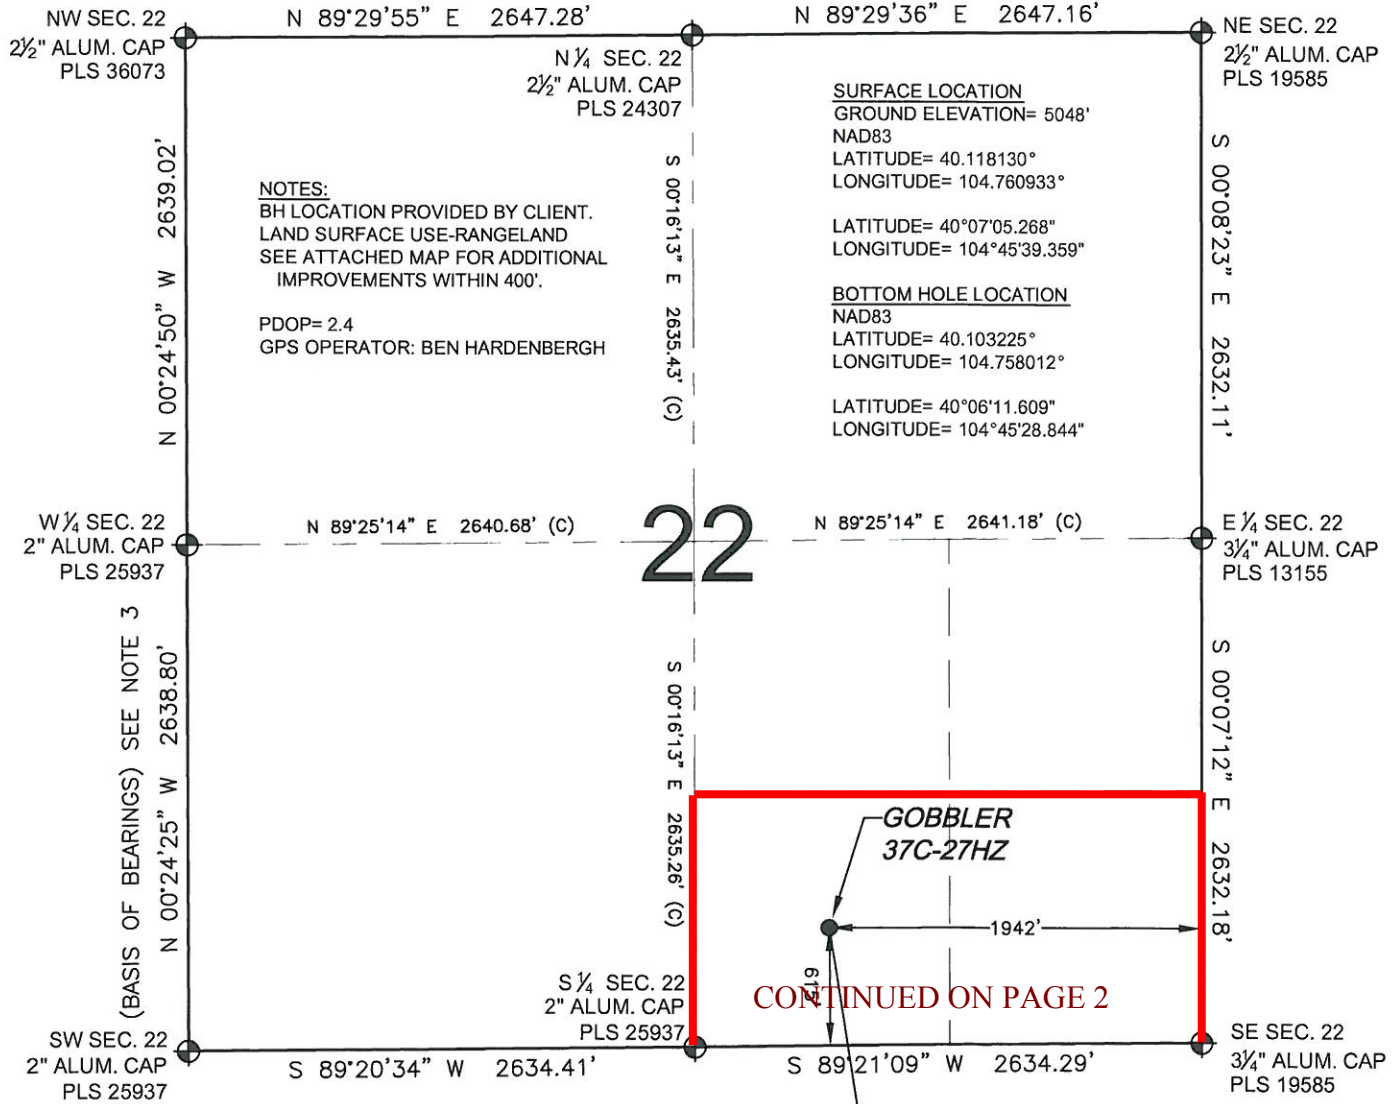 NW SEC. 22
2½" ALUM. CAP
PLS 36073
N 89°29'55" E 2647.28'
N 89°29'36" E 2647.16'
NE SEC. 22
2½" ALUM. CAP
PLS 19585
N ¼ SEC. 22
2½" ALUM. CAP
PLS 24307
N 00°24'50" W 2639.02'
NOTES:
BH LOCATION PROVIDED BY CLIENT.
LAND SURFACE USE-RANGELAND
SEE ATTACHED MAP FOR ADDITIONAL
IMPROVEMENTS WITHIN 400'.
PDOP= 2.4
GPS OPERATOR: BEN HARDENBERGH
S 00°16'13" E 2635.43' (C)
SURFACE LOCATION
GROUND ELEVATION= 5048'
NAD83
LATITUDE= 40.118130°
LONGITUDE= 104.760933°
LATITUDE= 40°07'05.268"
LONGITUDE= 104°45'39.359"
BOTTOM HOLE LOCATION
NAD83
LATITUDE= 40.103225°
LONGITUDE= 104.758012°
LATITUDE= 40°06'11.609"
LONGITUDE= 104°45'28.844"
S 00°08'23" E 2632.11'
W ¼ SEC. 22
2" ALUM. CAP
PLS 25937
N 89°25'14" E 2640.68' (C)
22
N 89°25'14" E 2641.18' (C)
E ¼ SEC. 22
3¼" ALUM. CAP
PLS 13155
(BASIS OF BEARINGS) SEE NOTE 3
N 00°24'25" W 2638.80'
S 00°16'13" E 2635.26' (C)
S 00°07'12" E 2632.18'
GOBBLER
37C-27HZ
1942'
615'
CONTINUED ON PAGE 2
S ¼ SEC. 22
2" ALUM. CAP
PLS 25937
SW SEC. 22
2" ALUM. CAP
PLS 25937
S 89°20'34" W 2634.41'
S 89°21'09" W 2634.29'
SE SEC. 22
3¼" ALUM. CAP
PLS 19585